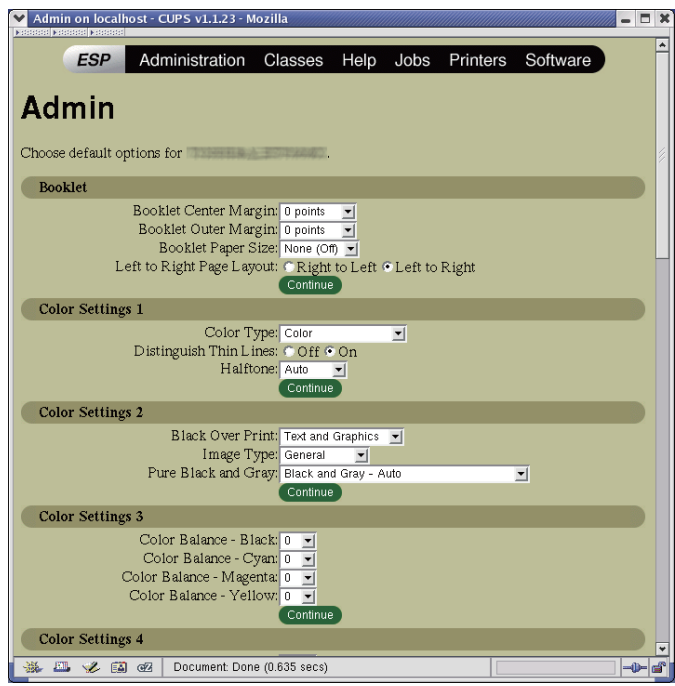 Admin on localhost - CUPS v1.1.23 - Mozilla
ESP Administration Classes Help Jobs Printers Software
Admin
Choose default options for .
Booklet
Booklet Center Margin: 0 points
Booklet Outer Margin: 0 points
Booklet Paper Size: None (Off)
Left to Right Page Layout: Right to Left Left to Right
Continue
Color Settings 1
Color Type: Color
Distinguish Thin Lines: Off On
Halftone: Auto
Continue
Color Settings 2
Black Over Print: Text and Graphics
Image Type: General
Pure Black and Gray: Black and Gray - Auto
Continue
Color Settings 3
Color Balance - Black: 0
Color Balance - Cyan: 0
Color Balance - Magenta: 0
Color Balance - Yellow: 0
Continue
Color Settings 4
Document: Done (0.635 secs)